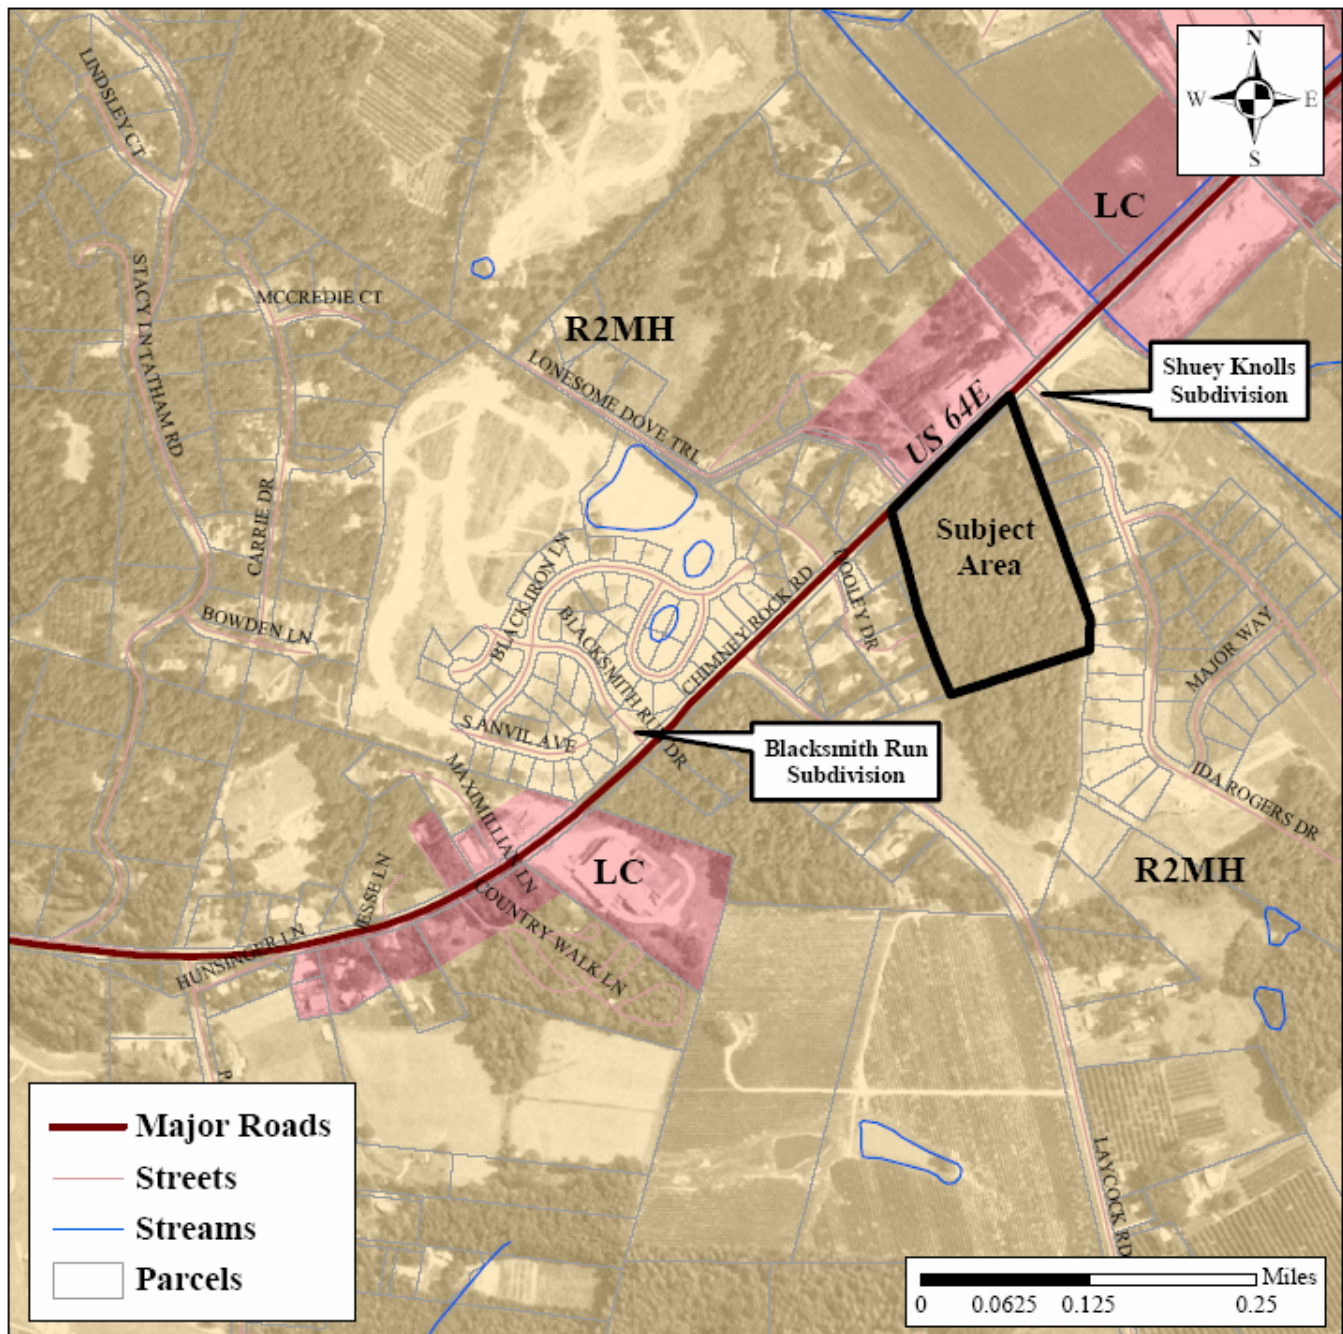 N
W E
S
LINDSLEY CT
LC
STACY LN
TATHAM RD
MCCREDIE CT
R2MH
LONESOME DOVE TRL
US 64E
Shuey Knolls
Subdivision
CARRIE DR
Subject
Area
BLACK IRON LN
CHIMNEY ROCK RD
BOWDEN LN
BLACKSMITH RUN DR
MAJOR WAY
S ANVIL AVE
Blacksmith Run
Subdivision
MAXIMILLIAN LN
IDA ROGERS DR
LC
R2MH
JESSE LN
COUNTRY WALK LN
HUNSINGER LN
P
LAYCOCK RD
Major Roads
Streets
Streams
Parcels
Miles
0 0.0625 0.125 0.25